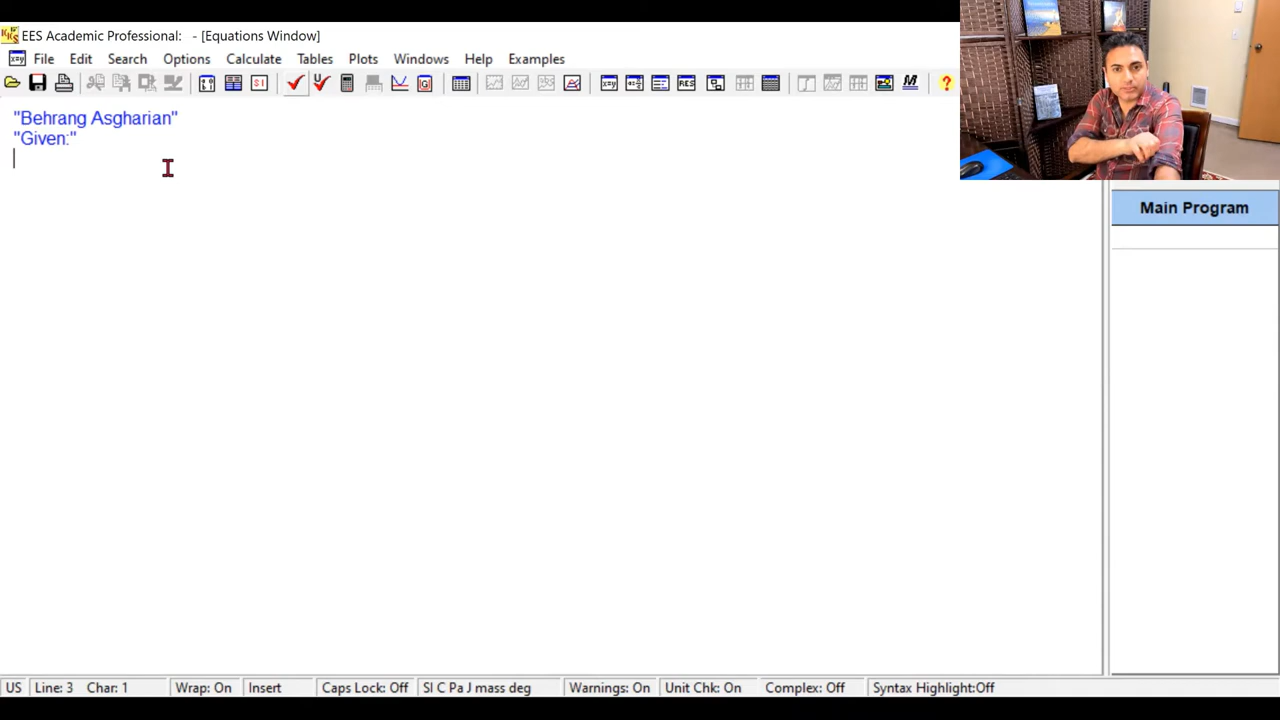 EES Academic Professional: - [Equations Window]
File Edit Search Options Calculate Tables Plots Windows Help Examples
"Behrang Asgharian"
"Given:"
Main Program
US Line: 3 Char: 1 Wrap: On Insert Caps Lock: Off SI C Pa J mass deg Warnings: On Unit Chk: On Complex: Off Syntax Highlight:Off